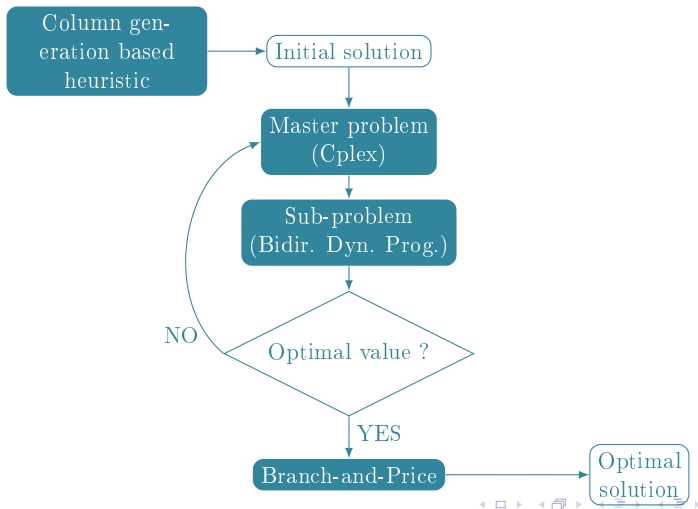 Column gen-
eration based
heuristic
Initial solution
Master problem
(Cplex)
Sub-problem
(Bidir. Dyn. Prog.)
Optimal value ?
NO
YES
Branch-and-Price
Optimal
solution